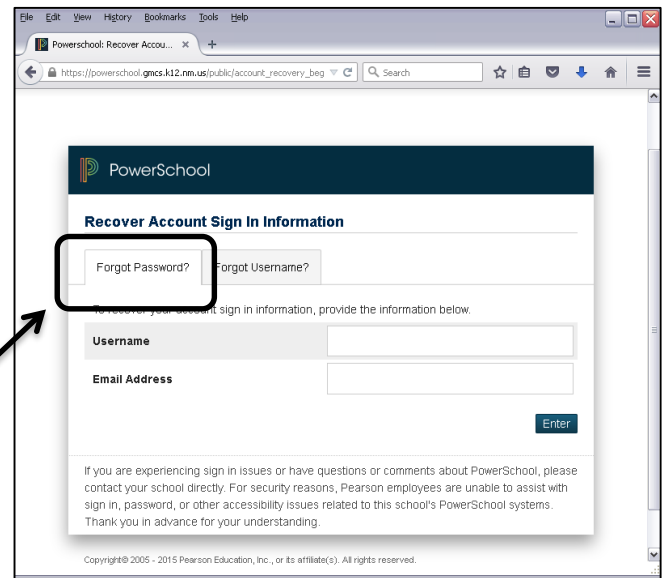 File Edit View History Bookmarks Tools Help
Powerschool: Recover Accou... × +
https://powerschool.gmcs.k12.nm.us/public/account_recovery_beg Search
PowerSchool
Recover Account Sign In Information
Forgot Password? Forgot Username?
To recover your account sign in information, provide the information below.
Username
Email Address
Enter
If you are experiencing sign in issues or have questions or comments about PowerSchool, please
contact your school directly. For security reasons, Pearson employees are unable to assist with
sign in, password, or other accessibility issues related to this school's PowerSchool systems.
Thank you in advance for your understanding.
Copyright© 2005 - 2015 Pearson Education, Inc., or its affiliate(s). All rights reserved.